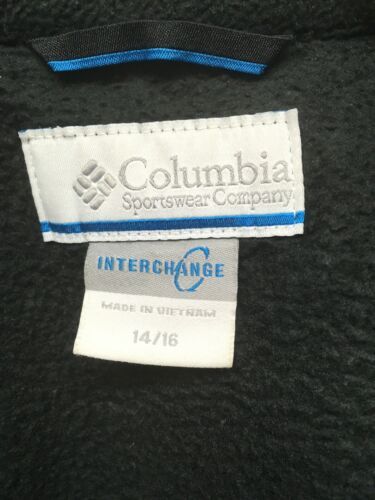 Columbia
Sportswear Company
INTERCHANGE
MADE IN VIETNAM
14/16